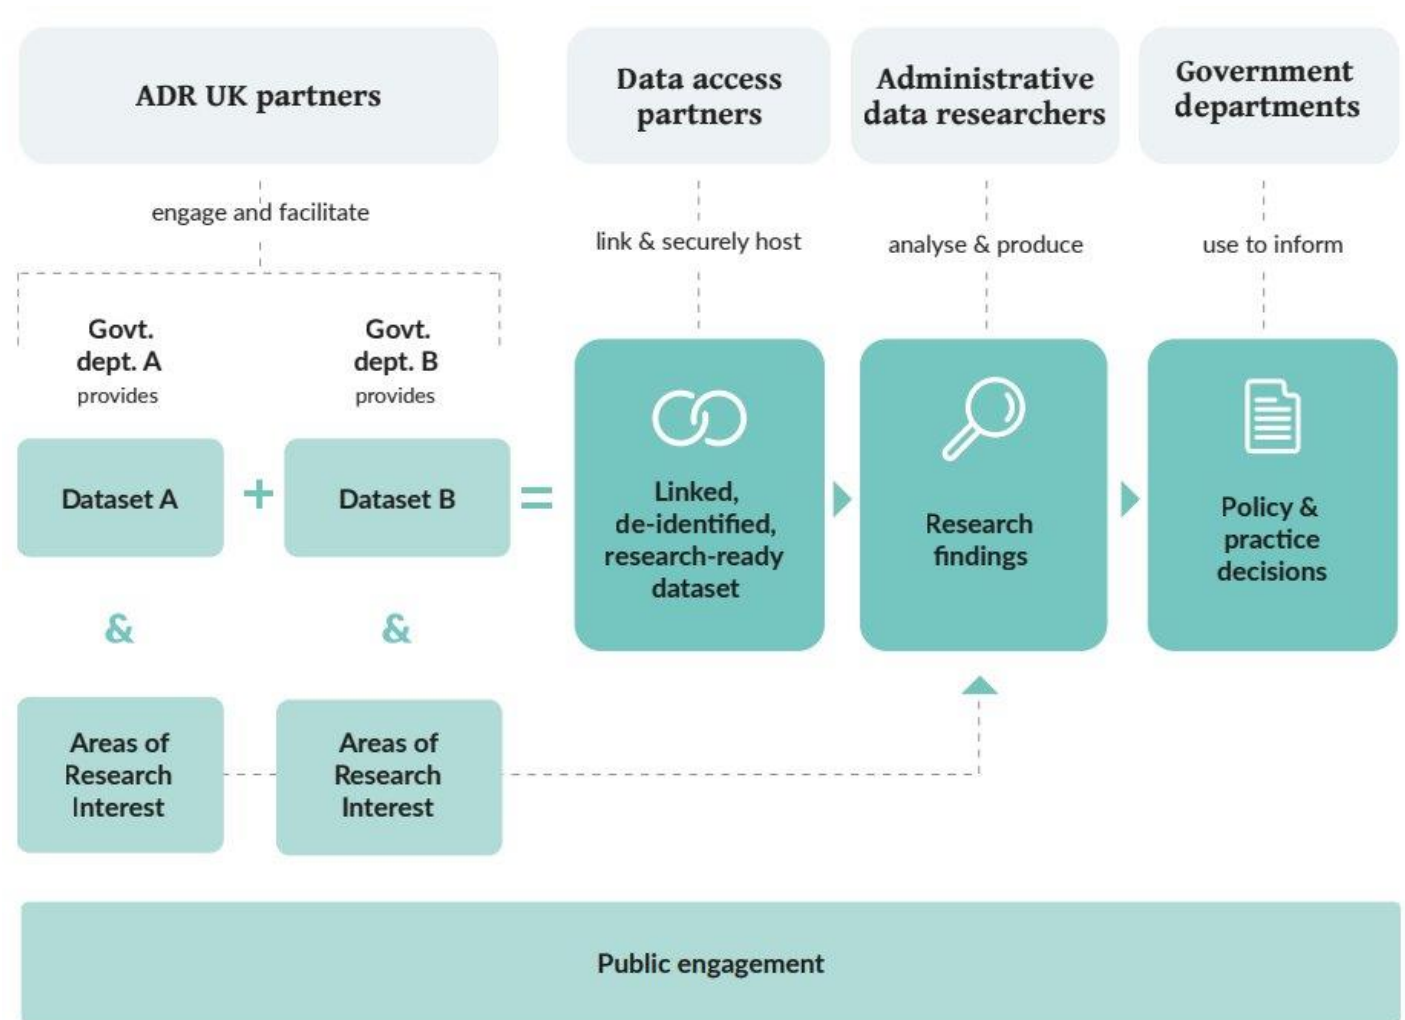 ADR UK partners
Data access
partners
Administrative
data researchers
Government
departments
engage and facilitate
link & securely host
analyse & produce
use to inform
Govt.
dept. A
provides
Govt.
dept. B
provides
Dataset A
+
Dataset B
=
Linked,
de-identified,
research-ready
dataset
Research
findings
Policy &
practice
decisions
&
&
Areas of
Research
Interest
Areas of
Research
Interest
Public engagement